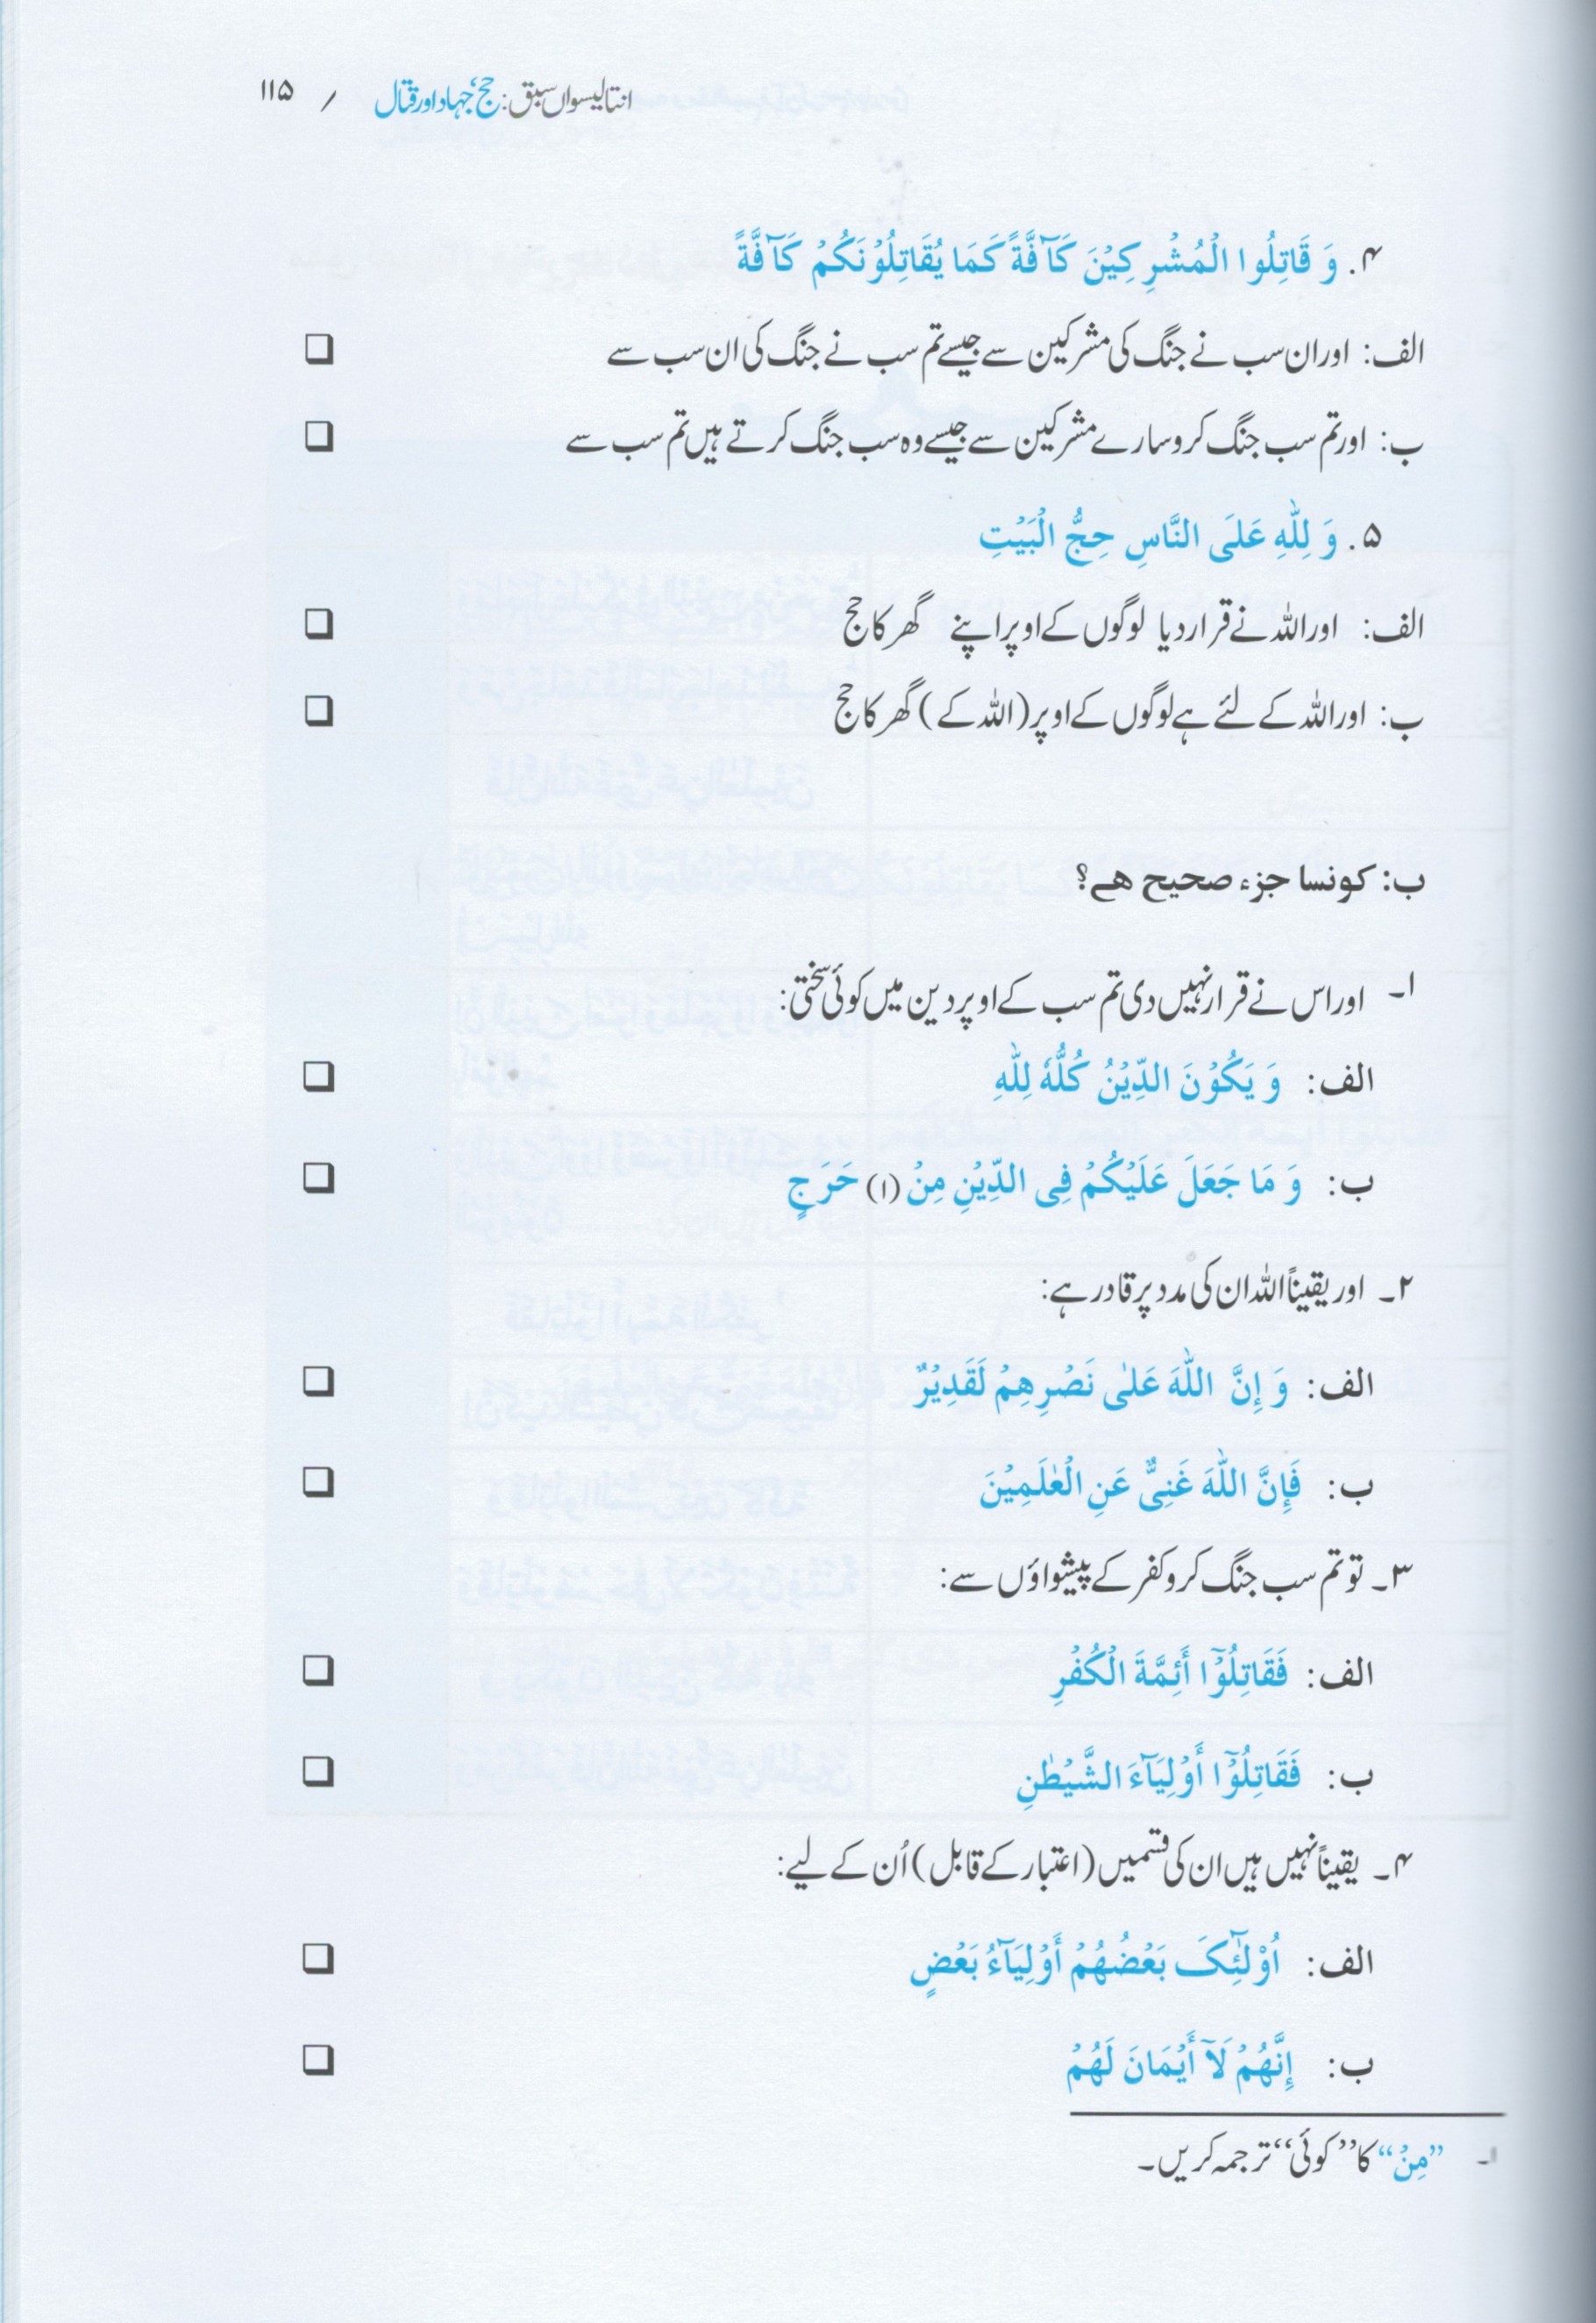 انتالیسواں سبق: حج، جہاد اور قتال / ۱۱۵
۴. وَ قَاتِلُوا الْمُشْرِكِيْنَ كَآفَّةً كَمَا يُقَاتِلُوْنَكُمْ كَآفَّةً
الف: اور ان سب نے جنگ کی مشرکین سے جیسے تم سب نے جنگ کی ان سب سے ❑
ب: اور تم سب جنگ کرو سارے مشرکین سے جیسے وہ سب جنگ کرتے ہیں تم سب سے ❑
۵. وَ لِلّٰهِ عَلَى النَّاسِ حِجُّ الْبَيْتِ
الف: اور اللہ نے قرار دیا لوگوں کے اوپر اپنے گھر کا حج ❑
ب: اور اللہ کے لئے ہے لوگوں کے اوپر (اللہ کے) گھر کا حج ❑
ب: کونسا جزء صحیح ھے؟
۱۔ اور اس نے قرار نہیں دی تم سب کے اوپر دین میں کوئی سختی:
الف: وَ يَكُوْنَ الدِّيْنُ كُلُّهٗ لِلّٰهِ ❑
ب: وَ مَا جَعَلَ عَلَيْكُمْ فِى الدِّيْنِ مِنْ (۱) حَرَجٍ ❑
۲۔ اور یقیناً اللہ ان کی مدد پر قادر ہے:
الف: وَ إِنَّ اللّٰهَ عَلٰى نَصْرِهِمْ لَقَدِيْرٌ ❑
ب: فَإِنَّ اللّٰهَ غَنِىٌّ عَنِ الْعٰلَمِيْنَ ❑
۳۔ تو تم سب جنگ کرو کفر کے پیشواؤں سے:
الف: فَقَاتِلُوْٓا أَئِمَّةَ الْكُفْرِ ❑
ب: فَقَاتِلُوْٓا أَوْلِيَآءَ الشَّيْطٰنِ ❑
۴۔ یقیناً نہیں ہیں ان کی قسمیں (اعتبار کے قابل) اُن کے لیے:
الف: اُوْلٰٓئِکَ بَعْضُهُمْ أَوْلِيَآءُ بَعْضٍ ❑
ب: إِنَّهُمْ لَآ أَيْمَانَ لَهُمْ ❑
۱۔ ”مِنْ“ کا ”کوئی“ ترجمہ کریں۔